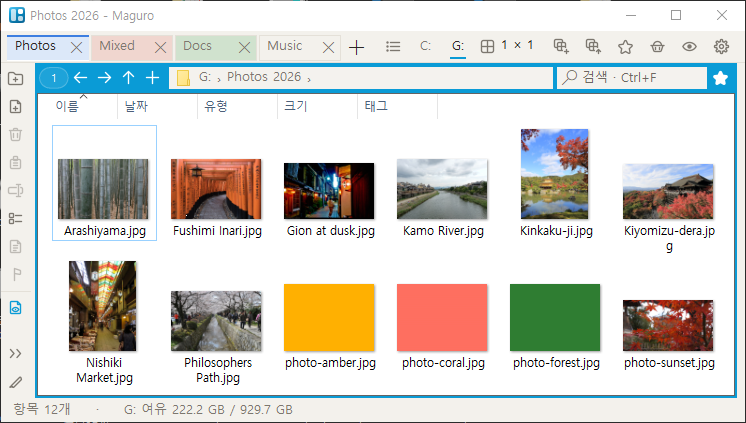 Photos 2026 - Maguro
Photos Mixed Docs Music C: G: 1 × 1
1 G: › Photos 2026 › 검색 · Ctrl+F
이름 날짜 유형 크기 태그
Arashiyama.jpg Fushimi Inari.jpg Gion at dusk.jpg Kamo River.jpg Kinkaku-ji.jpg Kiyomizu-dera.jp
g
Nishiki Philosophers photo-amber.jpg photo-coral.jpg photo-forest.jpg photo-sunset.jpg
Market.jpg Path.jpg
항목 12개 · G: 여유 222.2 GB / 929.7 GB